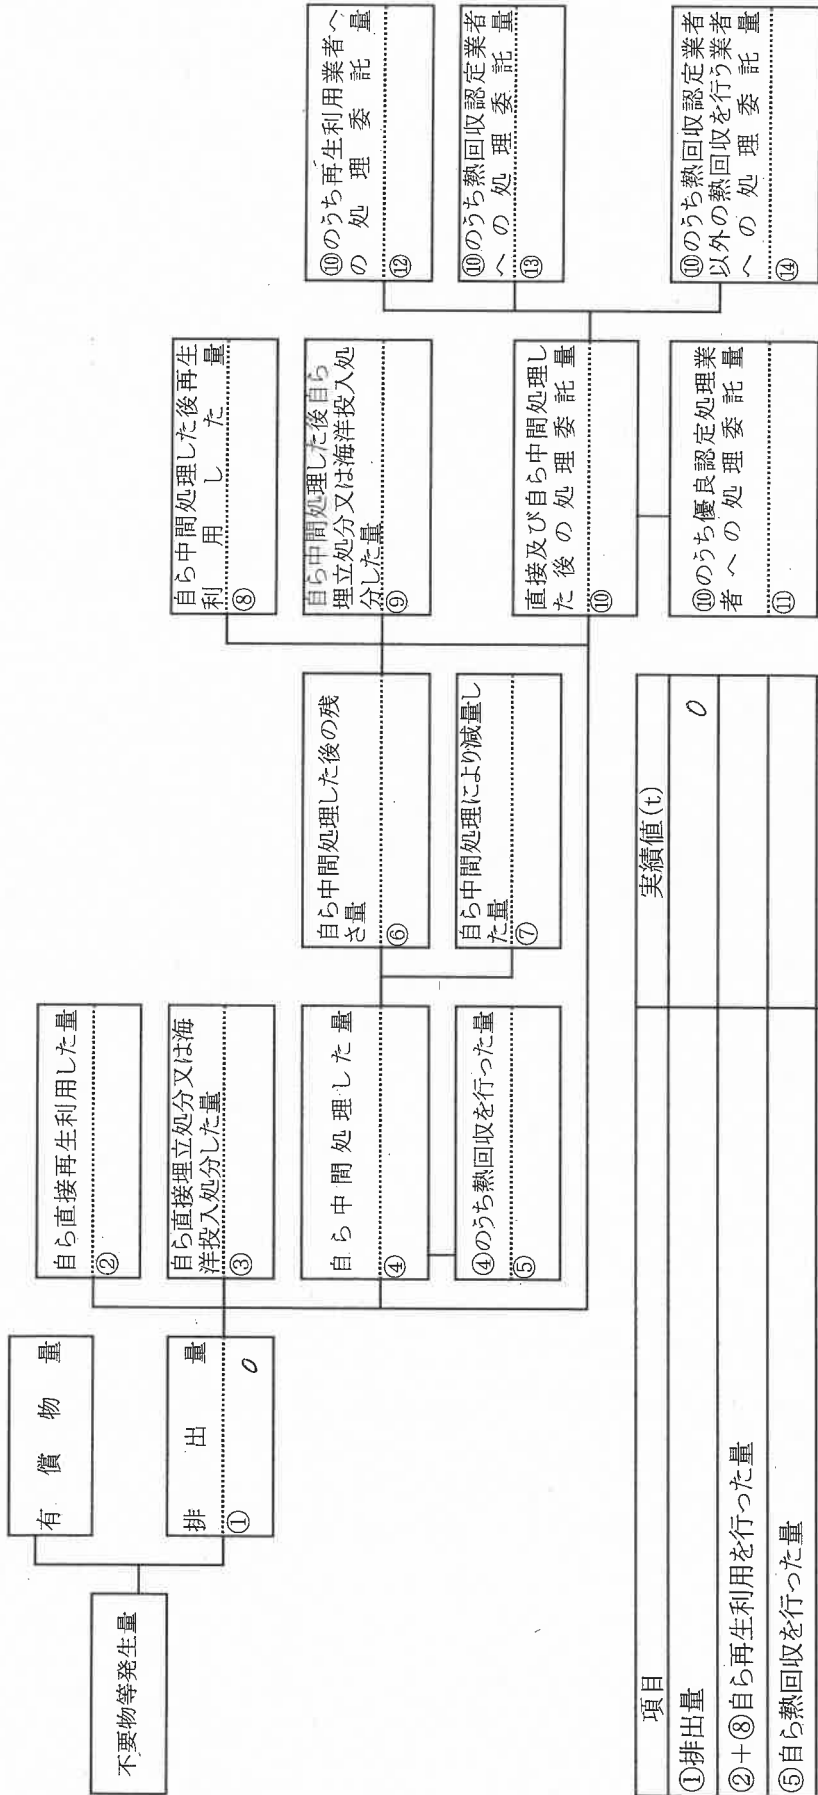 不要物等発生量
有償物量
排出量
①
0
自ら直接再生利用した量
②
自ら直接埋立処分又は海
洋投入処分した量
③
自ら中間処理した量
④
④のうち熱回収を行った量
⑤
自ら中間処理した後の残
さ量
⑥
自ら中間処理により減量し
た量
⑦
自ら中間処理した後再生
利用した量
⑧
自ら中間処理した後自ら
埋立処分又は海洋投入処
分した量
⑨
直接及び自ら中間処理し
た後の処理委託量
⑩
⑩のうち優良認定処理業
者への処理委託量
⑪
⑩のうち再生利用業者へ
の処理委託量
⑫
⑩のうち熱回収認定業者
への処理委託量
⑬
⑩のうち熱回収認定業者
以外の熱回収を行う業者
への処理委託量
⑭
項目 実績値(t)
①排出量 0
②+⑧自ら再生利用を行った量
⑤自ら熱回収を行った量